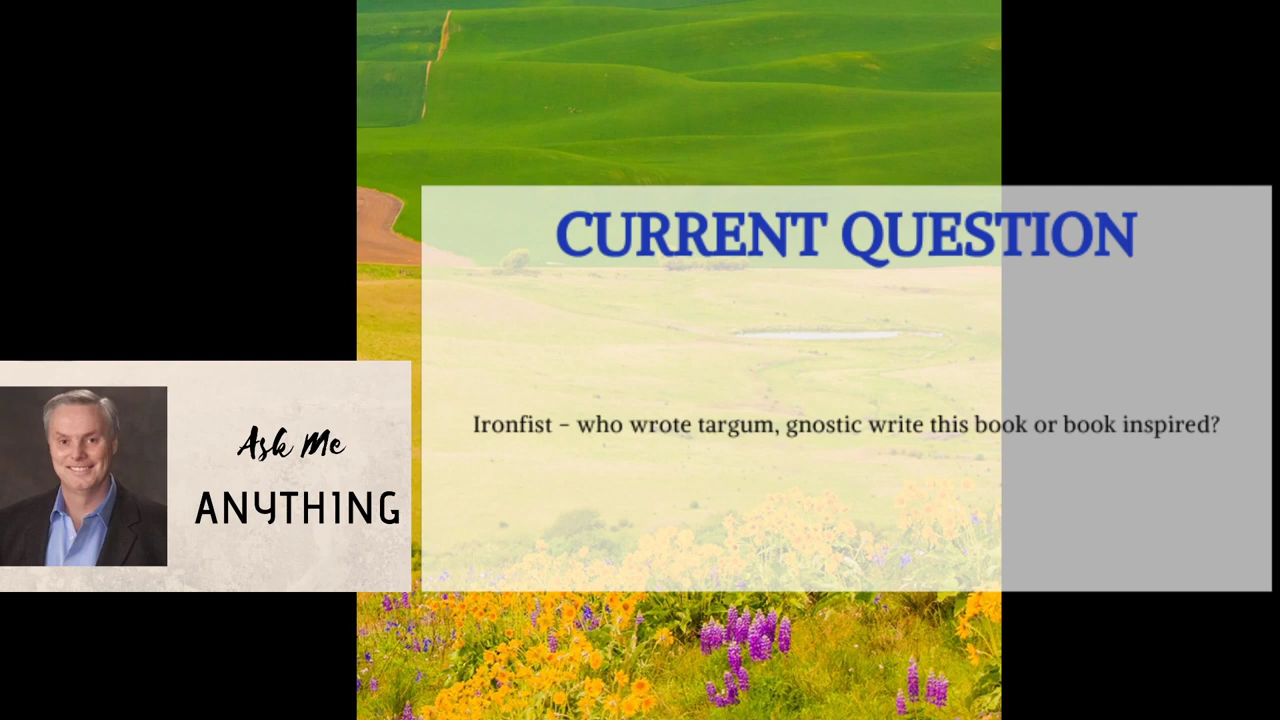 CURRENT QUESTION
Ironfist - who wrote targum, gnostic write this book or book inspired?
Ask Me
ANYTHING